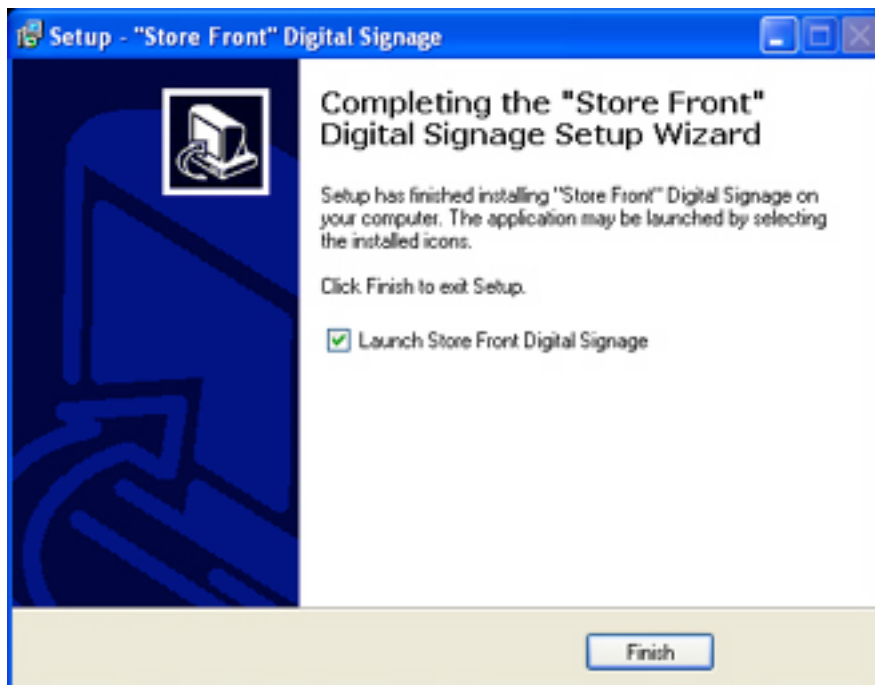 Setup - "Store Front" Digital Signage
Completing the "Store Front"
Digital Signage Setup Wizard
Setup has finished installing "Store Front" Digital Signage on
your computer. The application may be launched by selecting
the installed icons.
Click Finish to exit Setup.
Launch Store Front Digital Signage
Finish